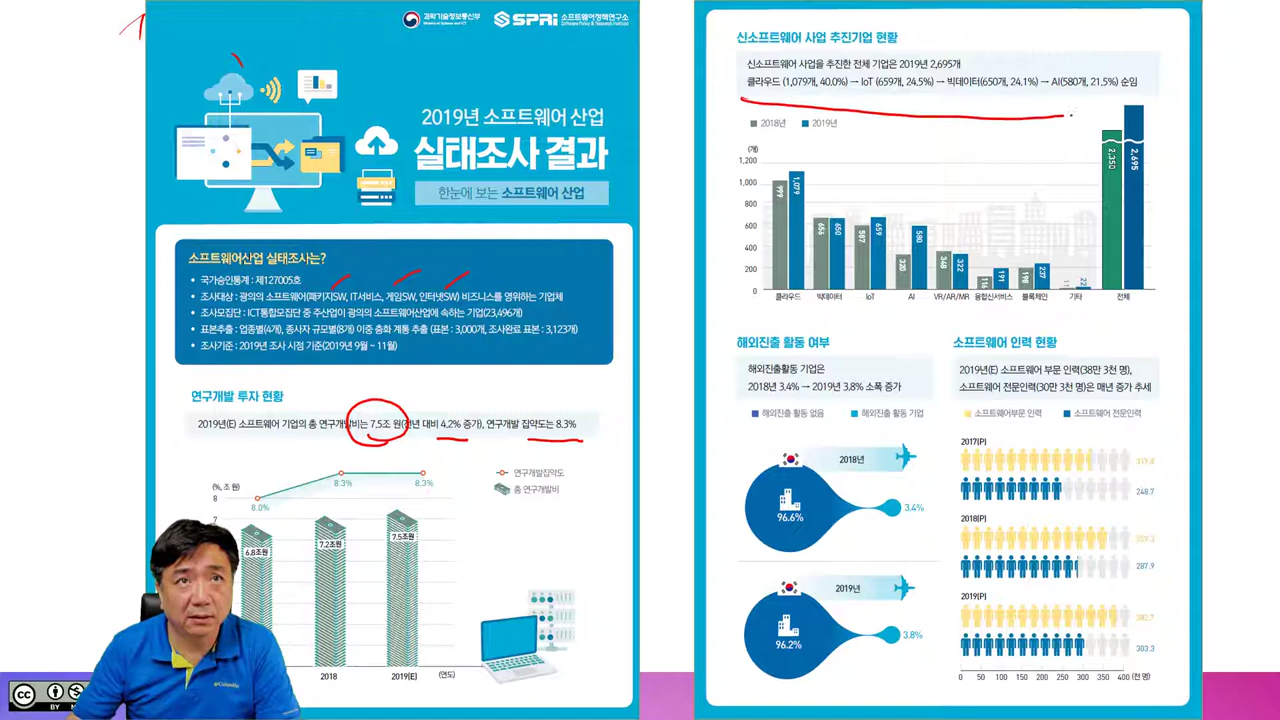 과학기술정보통신부
Ministry of Science and ICT
SPRi 소프트웨어정책연구소
Software Policy & Research Institute
2019년 소프트웨어 산업
실태조사 결과
한눈에 보는 소프트웨어 산업
소프트웨어산업 실태조사는?
• 국가승인통계 : 제127005호
• 조사대상 : 광의의 소프트웨어(패키지SW, IT서비스, 게임SW, 인터넷SW) 비즈니스를 영위하는 기업체
• 조사모집단 : ICT통합모집단 중 주산업이 광의의 소프트웨어산업에 속하는 기업(23,496개)
• 표본추출 : 업종별(4개), 종사자 규모별(8개) 이중 층화 계통 추출 (표본 : 3,000개, 조사완료 표본 : 3,123개)
• 조사기준 : 2019년 조사 시점 기준(2019년 9월 ~ 11월)
연구개발 투자 현황
2019년(E) 소프트웨어 기업의 총 연구개발비는 7.5조 원(전년 대비 4.2% 증가), 연구개발 집약도는 8.3%
연구개발집약도
총 연구개발비
(%, 조 원)
8
7
8.0%
8.3%
8.3%
6.8조원
7.2조원
7.5조원
2018
2019(E)
(연도)
cc
BY
신소프트웨어 사업 추진기업 현황
신소프트웨어 사업을 추진한 전체 기업은 2019년 2,695개
클라우드 (1,079개, 40.0%) → IoT (659개, 24.5%) → 빅데이터(650개, 24.1%) → AI(580개, 21.5%) 순임
2018년
2019년
(개)
1,200
1,000
800
600
400
200
0
999
1,079
656
650
587
659
320
580
348
322
116
191
198
237
2,350
2,695
클라우드
빅데이터
IoT
AI
VR/AR/MR
융합신서비스
블록체인
기타
전체
해외진출 활동 여부
해외진출활동 기업은
2018년 3.4% → 2019년 3.8% 소폭 증가
해외진출 활동 없음
해외진출 활동 기업
2018년
96.6%
3.4%
2019년
96.2%
3.8%
소프트웨어 인력 현황
2019년(E) 소프트웨어 부문 인력(38만 3천 명),
소프트웨어 전문인력(30만 3천 명)은 매년 증가 추세
소프트웨어부문 인력
소프트웨어 전문인력
2017(P)
248.7
2018(P)
287.9
2019(P)
382.7
303.3
0 50 100 150 200 250 300 350 400 (천 명)